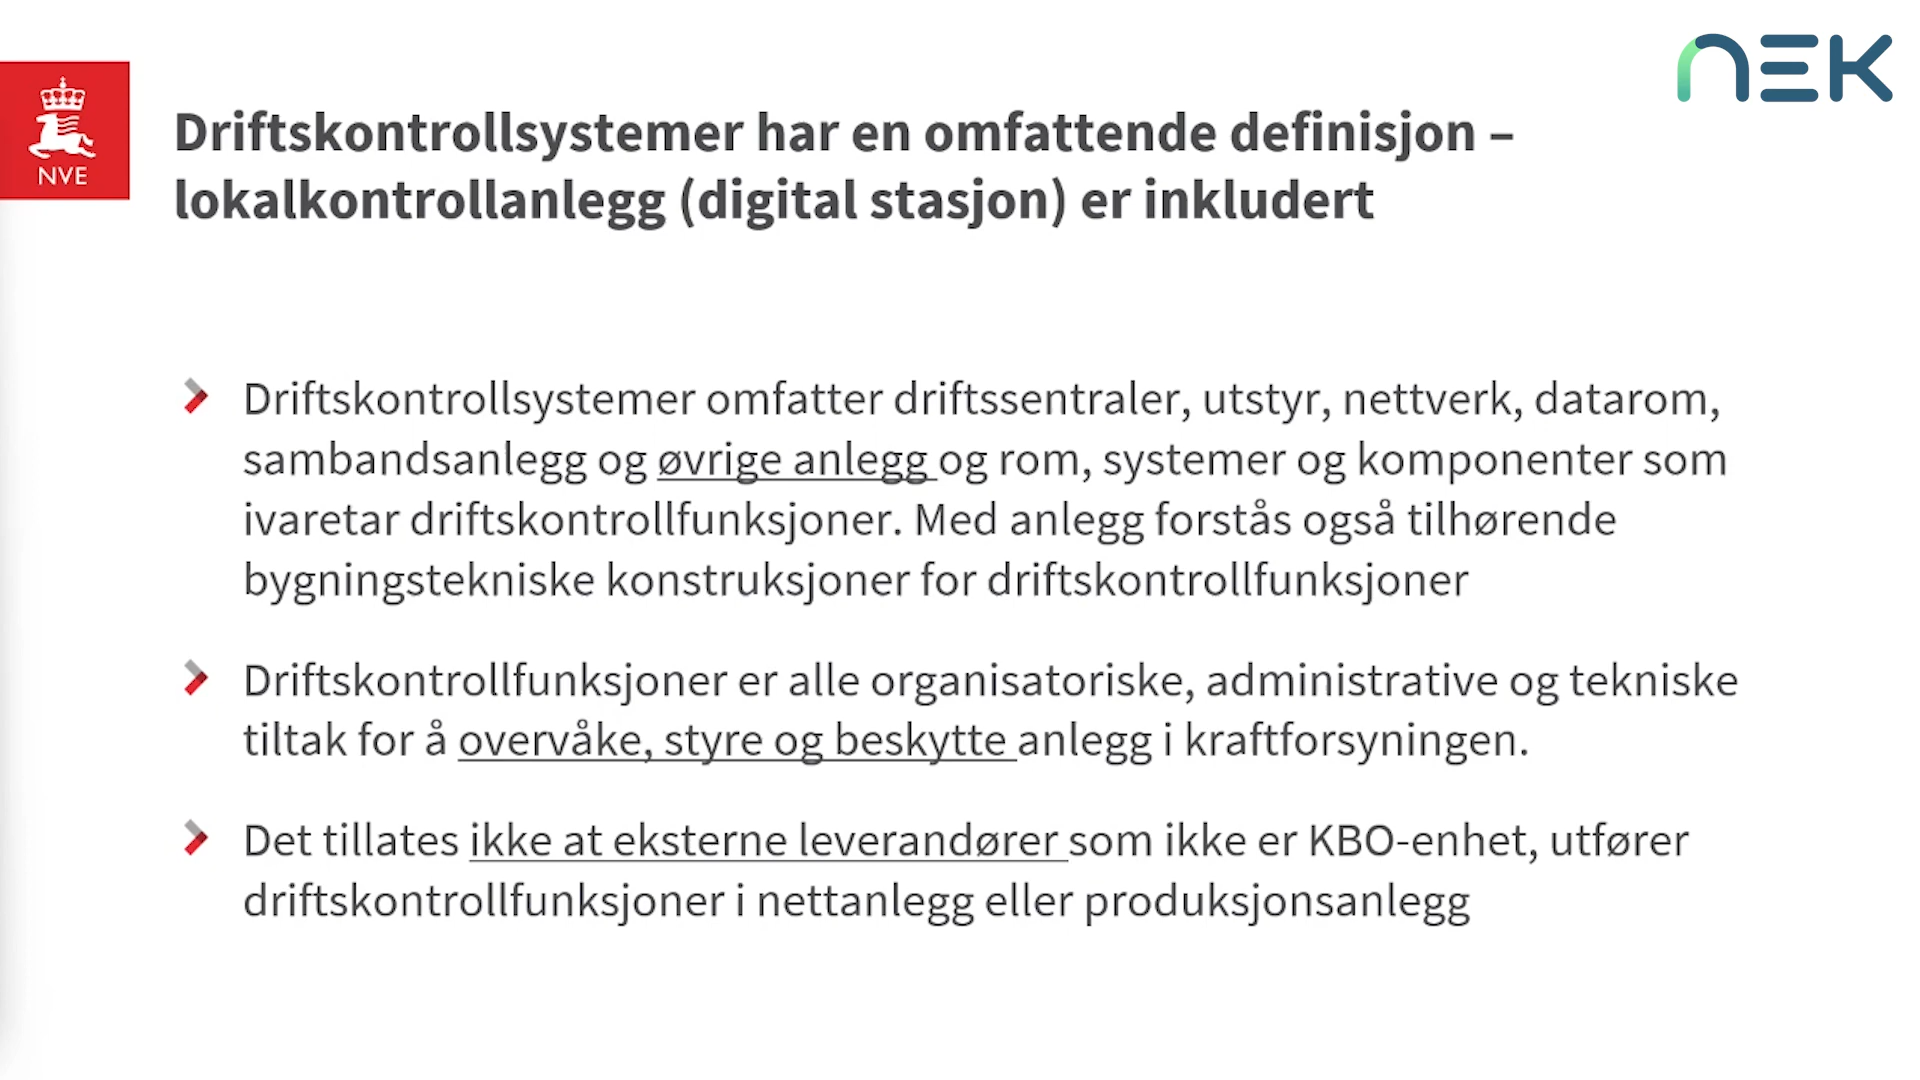 NEK
NVE
Driftskontrollsystemer har en omfattende definisjon –
lokalkontrollanlegg (digital stasjon) er inkludert
Driftskontrollsystemer omfatter driftssentraler, utstyr, nettverk, datarom,
sambandsanlegg og øvrige anlegg og rom, systemer og komponenter som
ivaretar driftskontrollfunksjoner. Med anlegg forstås også tilhørende
bygningstekniske konstruksjoner for driftskontrollfunksjoner
Driftskontrollfunksjoner er alle organisatoriske, administrative og tekniske
tiltak for å overvåke, styre og beskytte anlegg i kraftforsyningen.
Det tillates ikke at eksterne leverandører som ikke er KBO-enhet, utfører
driftskontrollfunksjoner i nettanlegg eller produksjonsanlegg